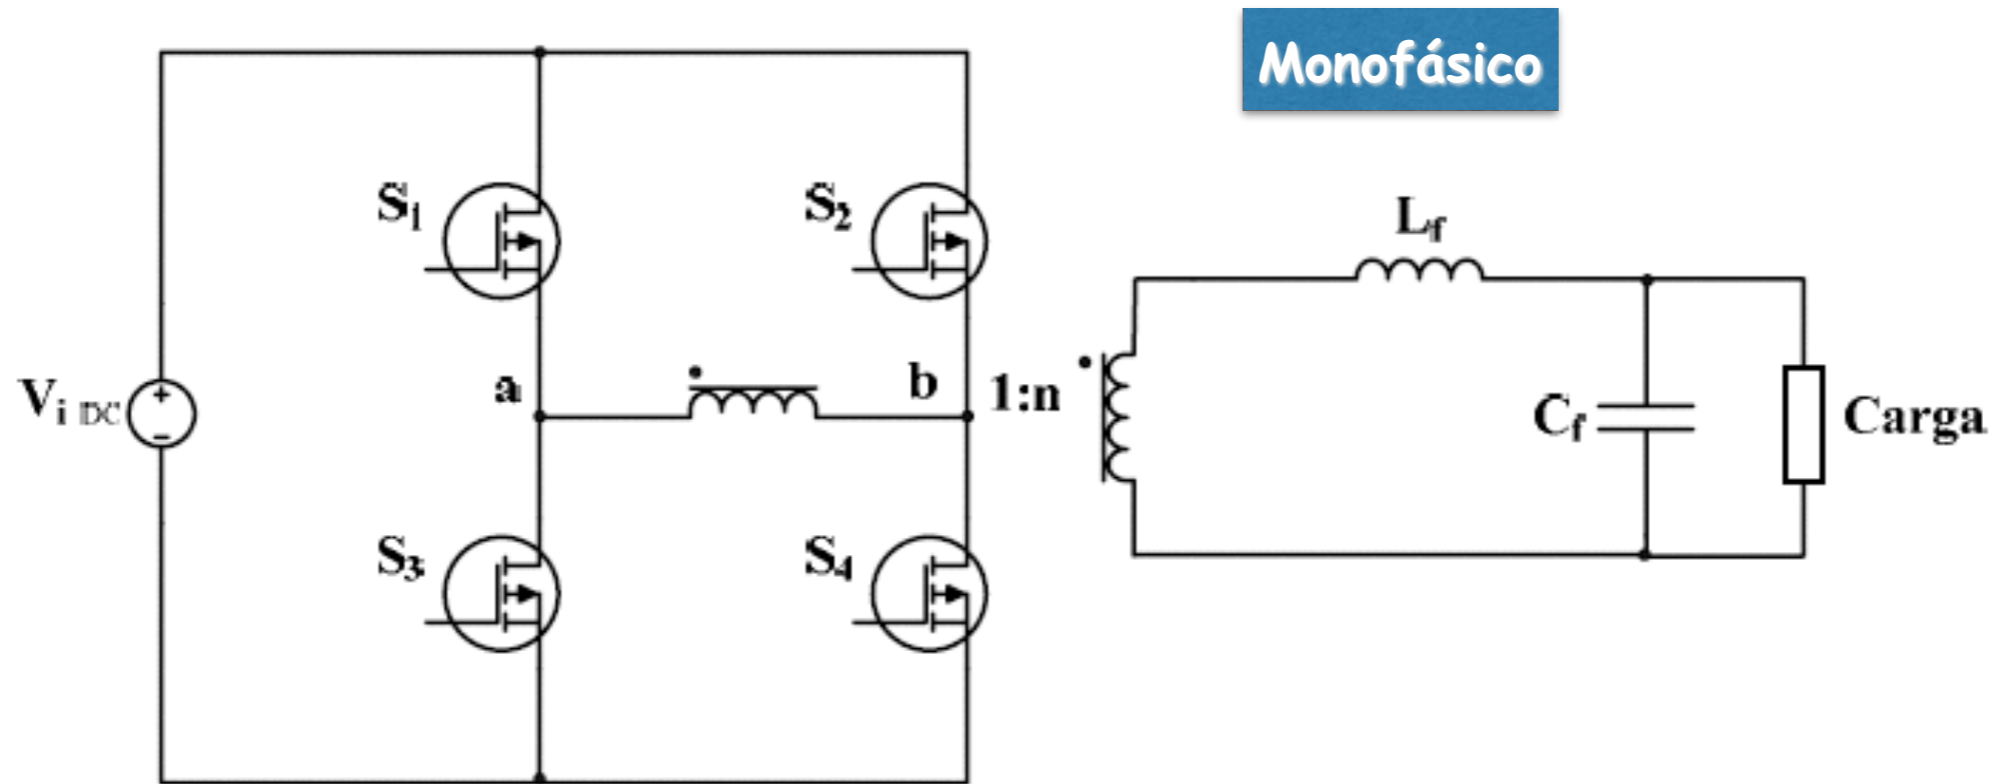 Monofásico
S1
S2
Lf
a
b
1:n
Vi DC
+
−
Cf
Carga
S3
S4